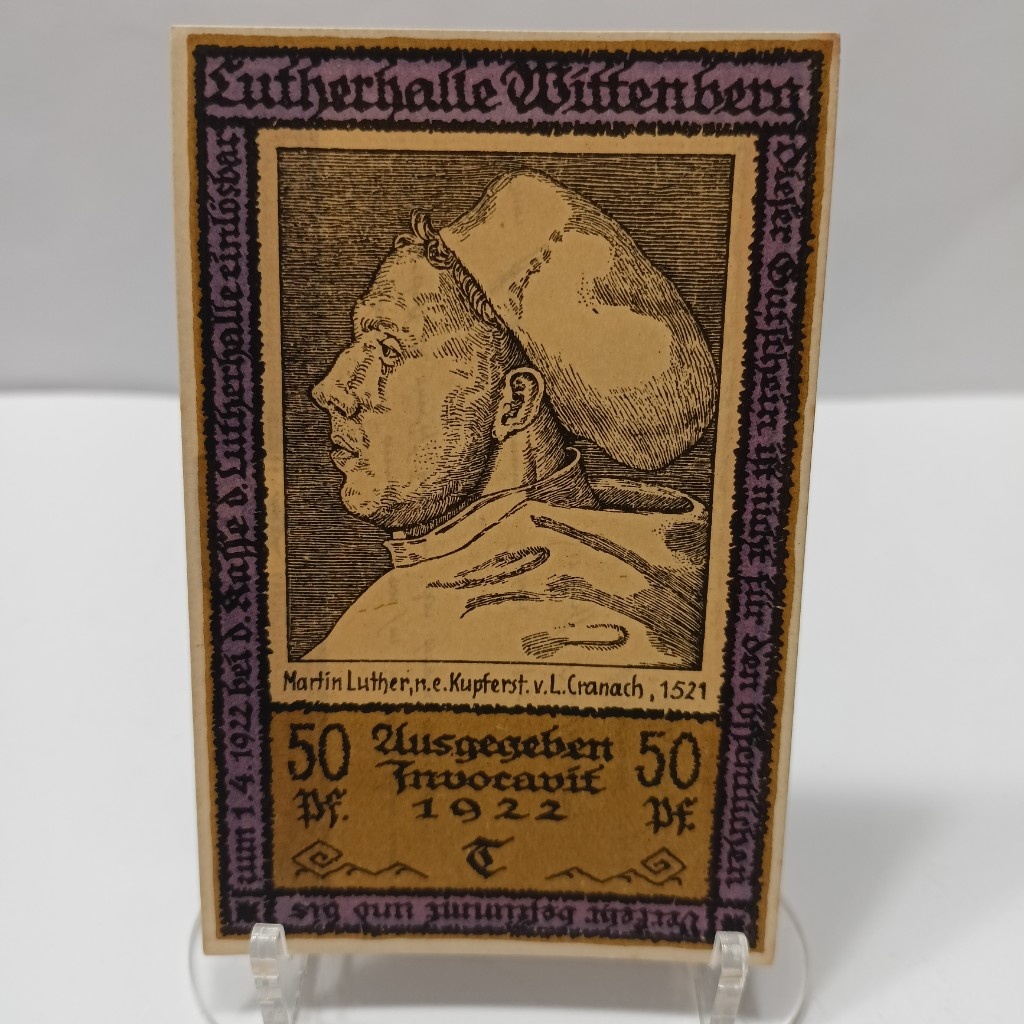 Lutherhalle Wittenberg
Dieser Gutschein ist nicht für den öffentlichen
Verkehr bestimmt und bis
zum 1.4.1922 bei d. Kasse d. Lutherhalle einlösbar
Martin Luther, n.e. Kupferst. v. L. Cranach, 1521
50 Pf.
Ausgegeben
Invocavit
1922
T
50 Pf.